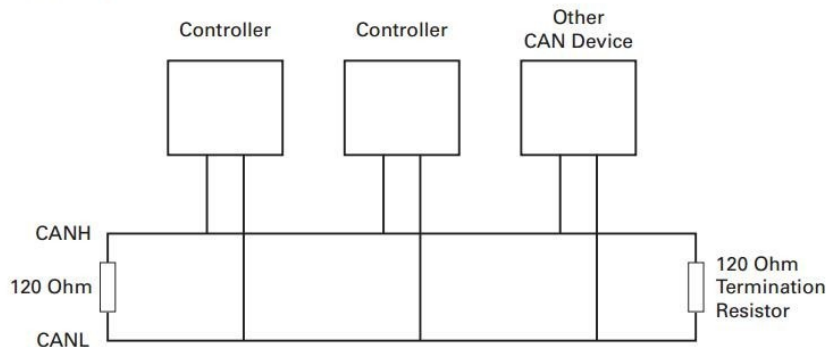 Controller
Controller
Other
CAN Device
CANH
120 Ohm
CANL
120 Ohm
Termination
Resistor